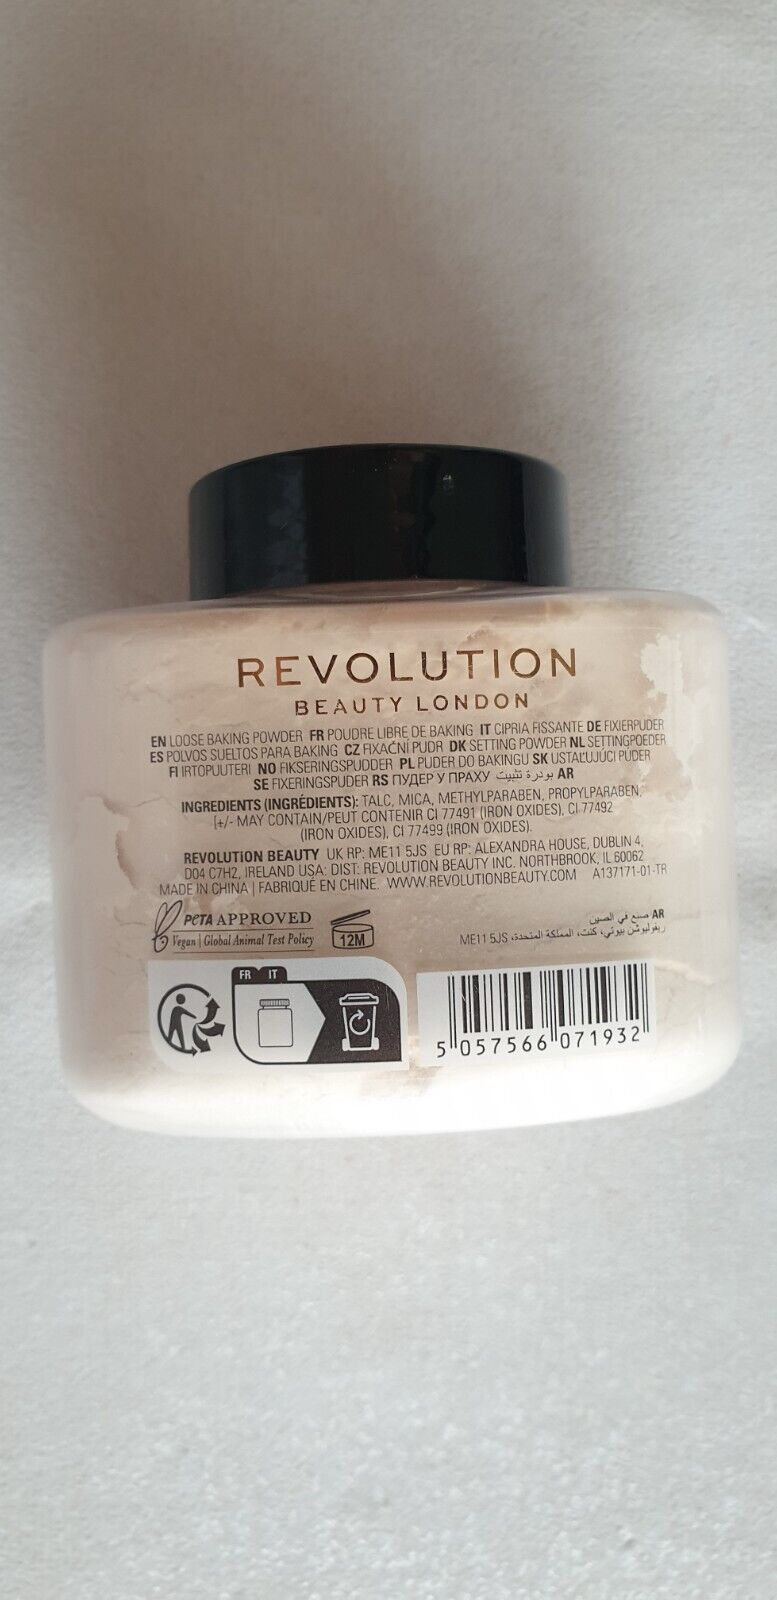 REVOLUTION
BEAUTY LONDON
EN LOOSE BAKING POWDER FR POUDRE LIBRE DE BAKING IT CIPRIA FISSANTE DE FIXIERPUDER
ES POLVOS SUELTOS PARA BAKING CZ FIXAČNÍ PUDR DK SETTING POWDER NL SETTINGPOEDER
FI IRTOPUUTERI NO FIKSERINGSPUDDER PL PUDER DO BAKINGU SK USTAĽUJÚCI PÚDER
SE FIXERINGSPUDER RS ПУДЕР У ПРАХУ بودرة تثبيت AR
INGREDIENTS (INGRÉDIENTS): TALC, MICA, METHYLPARABEN, PROPYLPARABEN,
[+/- MAY CONTAIN/PEUT CONTENIR CI 77491 (IRON OXIDES), CI 77492
(IRON OXIDES), CI 77499 (IRON OXIDES).
REVOLUTION BEAUTY UK RP: ME11 5JS EU RP: ALEXANDRA HOUSE, DUBLIN 4,
D04 C7H2, IRELAND USA: DIST: REVOLUTION BEAUTY INC. NORTHBROOK, IL 60062
MADE IN CHINA | FABRIQUÉ EN CHINE. WWW.REVOLUTIONBEAUTY.COM A137171-01-TR
PETA APPROVED
Vegan | Global Animal Test Policy
12M
AR صنع في الصين
ريفوليوشن بيوتي، كنت، المملكة المتحدة، ME11 5JS
FR IT
5 057566 071932